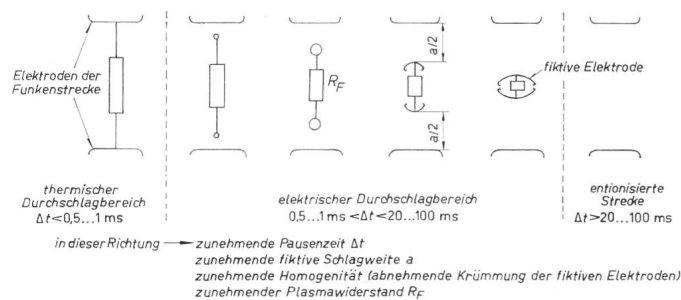 Elektroden der
Funkenstrecke
R_F
a/2
a/2
fiktive Elektrode
thermischer
Durchschlagbereich
Δt<0,5...1 ms
elektrischer Durchschlagbereich
0,5...1 ms <Δt<20...100 ms
entionisierte
Strecke
Δt>20...100 ms
in dieser Richtung → zunehmende Pausenzeit Δt
zunehmende fiktive Schlagweite a
zunehmende Homogenität (abnehmende Krümmung der fiktiven Elektroden)
zunehmender Plasmawiderstand R_F